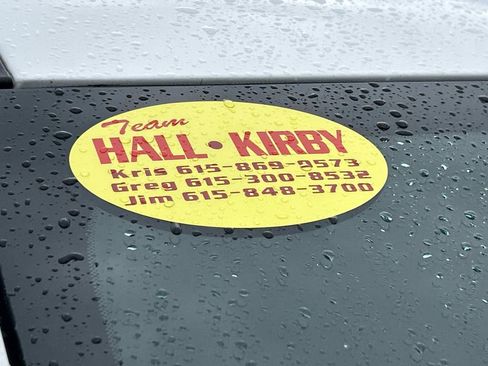 Team
HALL • KIRBY
Kris 615-869-9573
Greg 615-300-8532
Jim 615-848-3700